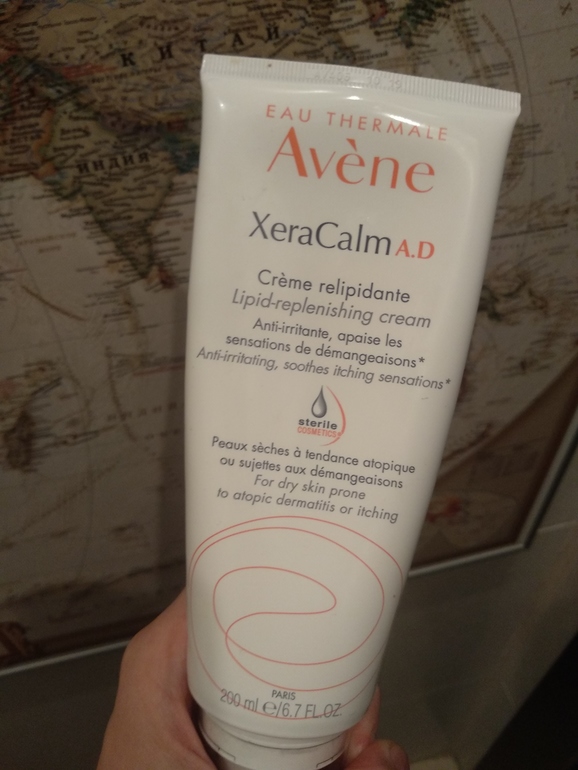 КИТАЙ
ИНДИЯ
EAU THERMALE
Avène
XeraCalm A.D
Crème relipidante
Lipid-replenishing cream
Anti-irritante, apaise les
sensations de démangeaisons*
Anti-irritating, soothes itching sensations*
sterile
COSMETICS
Peaux sèches à tendance atopique
ou sujettes aux démangeaisons
For dry skin prone
to atopic dermatitis or itching
PARIS
200 ml e/6.7 FL.OZ.